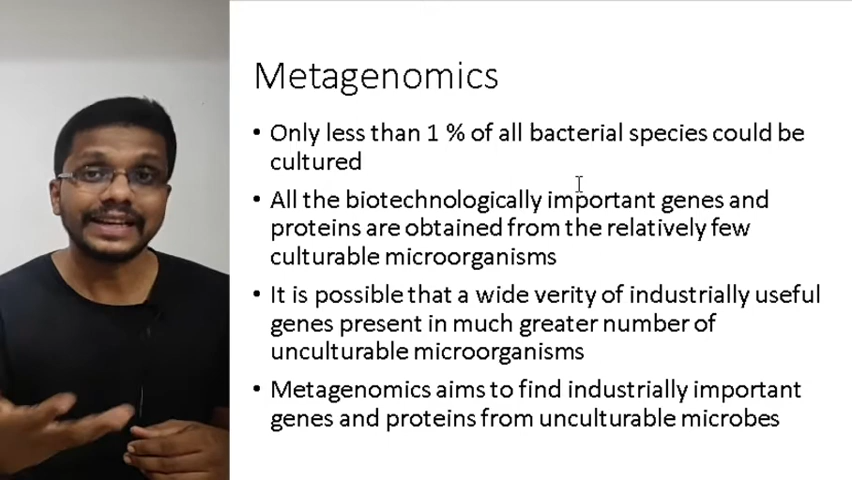 Metagenomics
• Only less than 1 % of all bacterial species could be
cultured
• All the biotechnologically important genes and
proteins are obtained from the relatively few
culturable microorganisms
• It is possible that a wide verity of industrially useful
genes present in much greater number of
unculturable microorganisms
• Metagenomics aims to find industrially important
genes and proteins from unculturable microbes